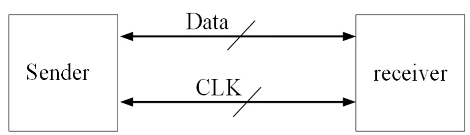 Data
Sender
receiver
CLK